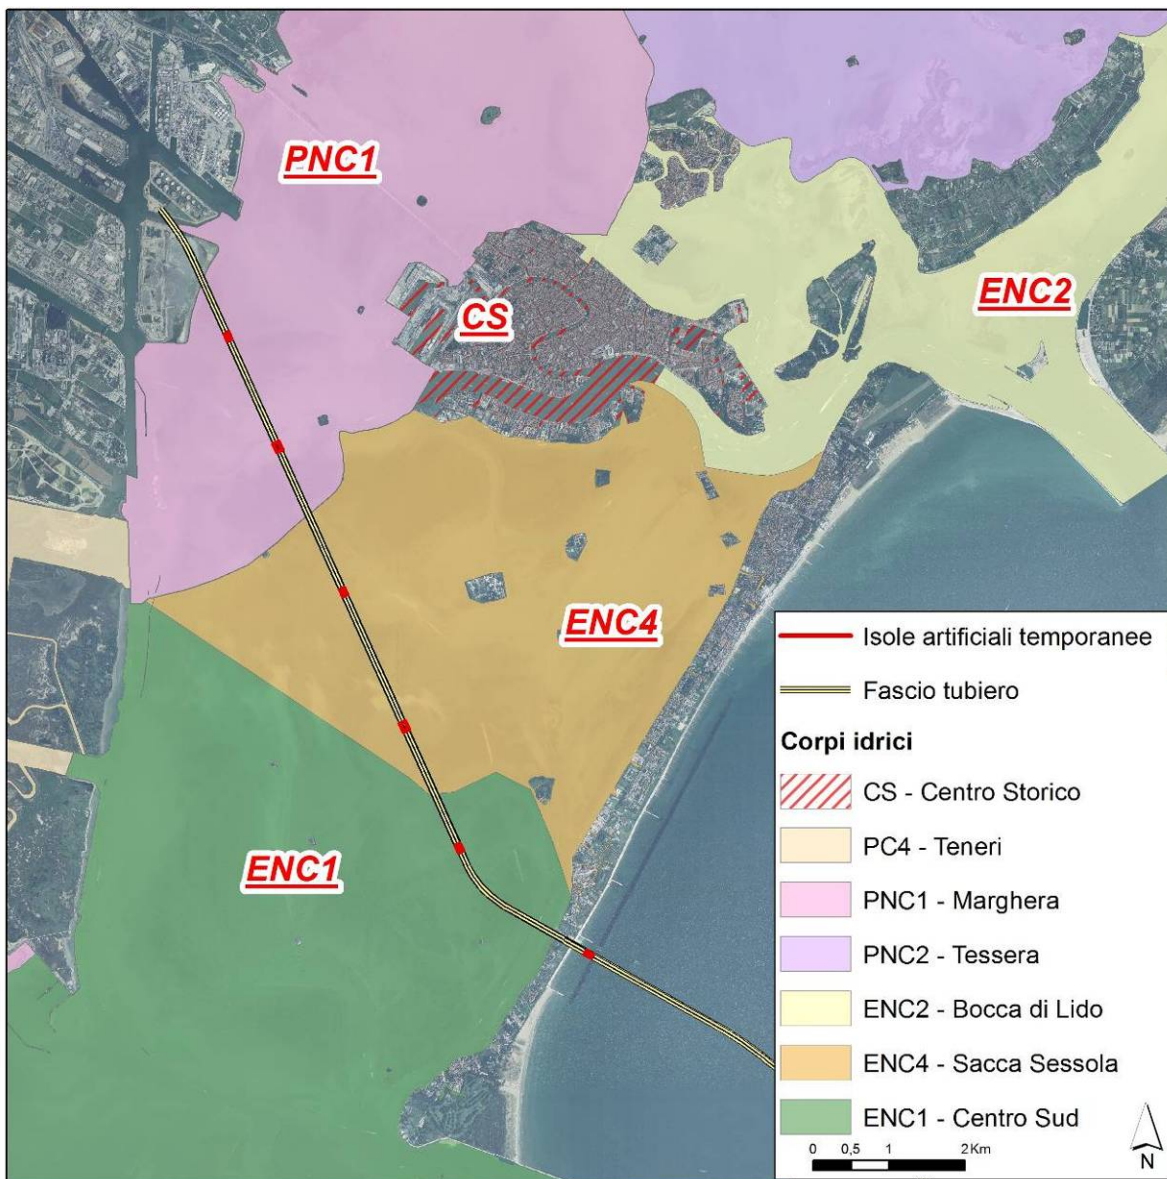 PNC1
ENC2
CS
ENC4
ENC1
Isole artificiali temporanee
Fascio tubiero
Corpi idrici
CS - Centro Storico
PC4 - Teneri
PNC1 - Marghera
PNC2 - Tessera
ENC2 - Bocca di Lido
ENC4 - Sacca Sessola
ENC1 - Centro Sud
0 0,5 1 2Km
N